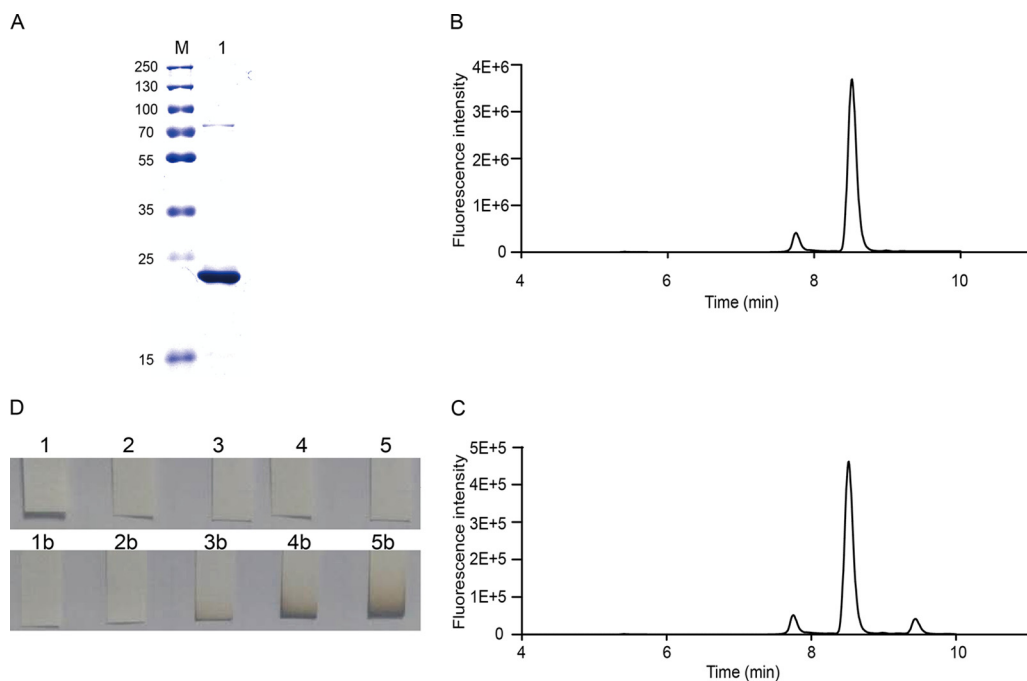 A
M 1
250
130
100
70
55
35
25
15
B
Fluorescence intensity
4E+6
3E+6
2E+6
1E+6
0
4 6 8 10
Time (min)
D
1 2 3 4 5
1b 2b 3b 4b 5b
C
Fluorescence intensity
5E+5
4E+5
3E+5
2E+5
1E+5
0
4 6 8 10
Time (min)